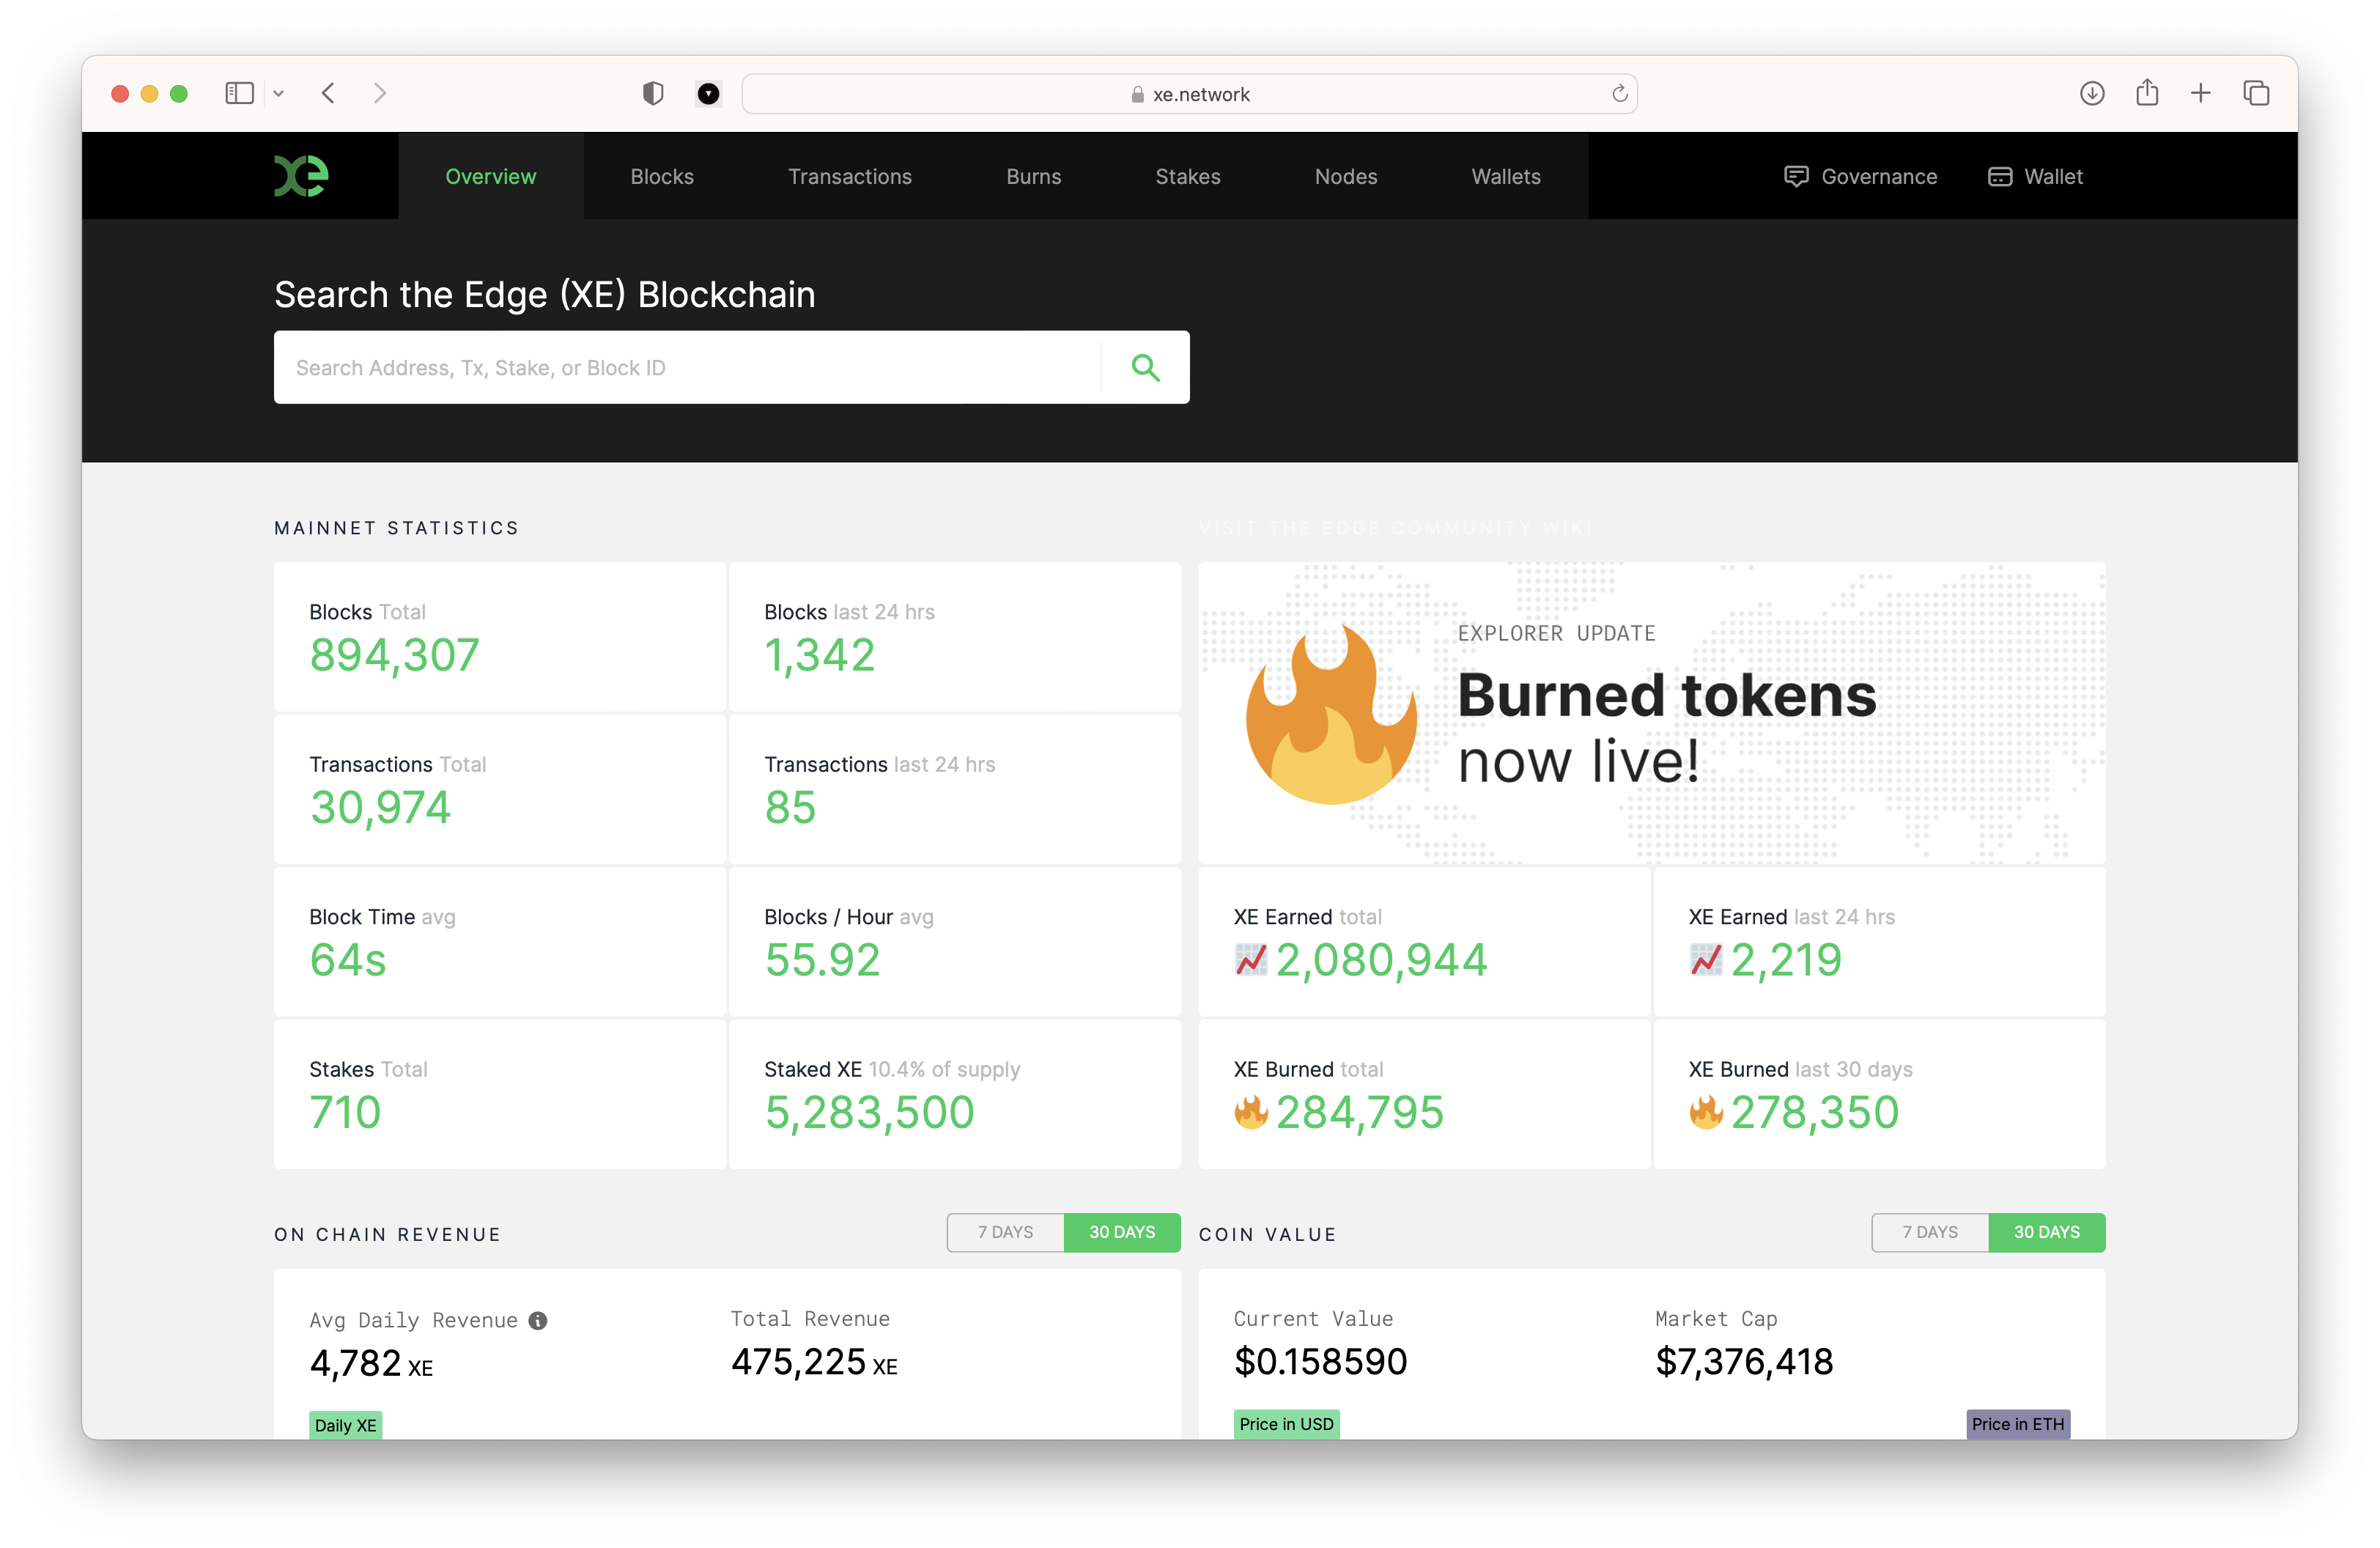 xe.network
xe
Overview
Blocks
Transactions
Burns
Stakes
Nodes
Wallets
Governance
Wallet
Search the Edge (XE) Blockchain
Search Address, Tx, Stake, or Block ID
MAINNET STATISTICS
VISIT THE EDGE COMMUNITY WIKI
Blocks Total
894,307
Blocks last 24 hrs
1,342
Transactions Total
30,974
Transactions last 24 hrs
85
Block Time avg
64s
Blocks / Hour avg
55.92
Stakes Total
710
Staked XE 10.4% of supply
5,283,500
EXPLORER UPDATE
Burned tokens
now live!
XE Earned total
2,080,944
XE Earned last 24 hrs
2,219
XE Burned total
284,795
XE Burned last 30 days
278,350
ON CHAIN REVENUE
7 DAYS
30 DAYS
Avg Daily Revenue
4,782 XE
Total Revenue
475,225 XE
Daily XE
COIN VALUE
7 DAYS
30 DAYS
Current Value
$0.158590
Market Cap
$7,376,418
Price in USD
Price in ETH